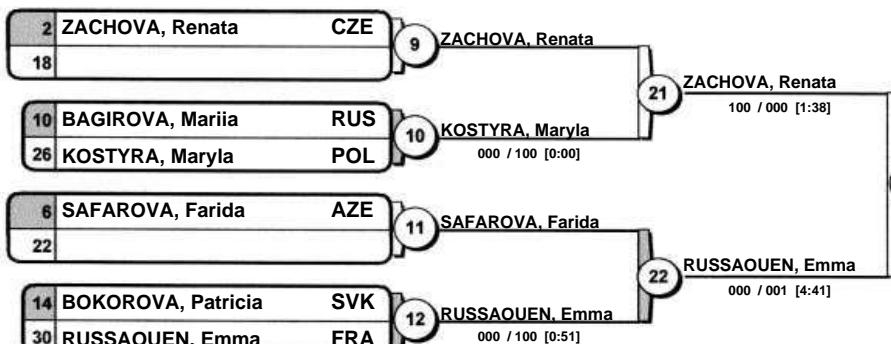 2 ZACHOVA, Renata CZE
18
9
ZACHOVA, Renata
10 BAGIROVA, Mariia RUS
26 KOSTYRA, Maryla POL
10
KOSTYRA, Maryla
000 / 100 [0:00]
21
ZACHOVA, Renata
100 / 000 [1:38]
6 SAFAROVA, Farida AZE
22
11
SAFAROVA, Farida
14 BOKOROVA, Patricia SVK
30 RUSSAOUEN, Emma FRA
12
RUSSAOUEN, Emma
000 / 100 [0:51]
22
RUSSAOUEN, Emma
000 / 001 [4:41]